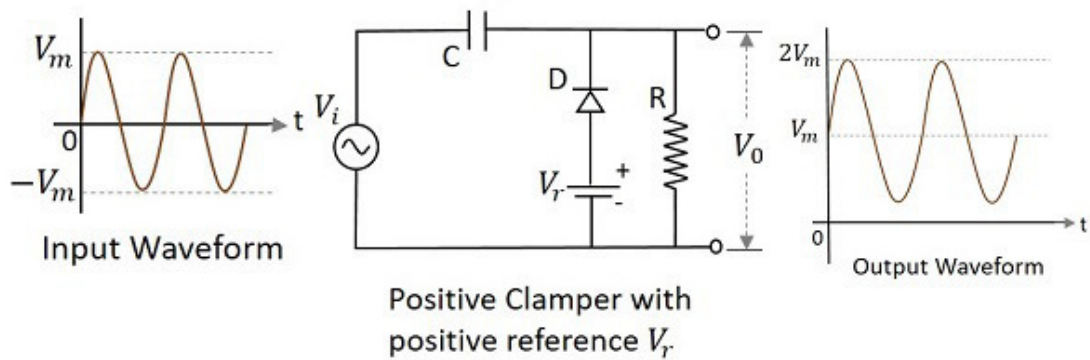 V_m
0
-V_m
t
Input Waveform
V_i
C
D
R
V_r
+
-
V_0
Positive Clamper with
positive reference V_r
2V_m
V_m
0
t
Output Waveform